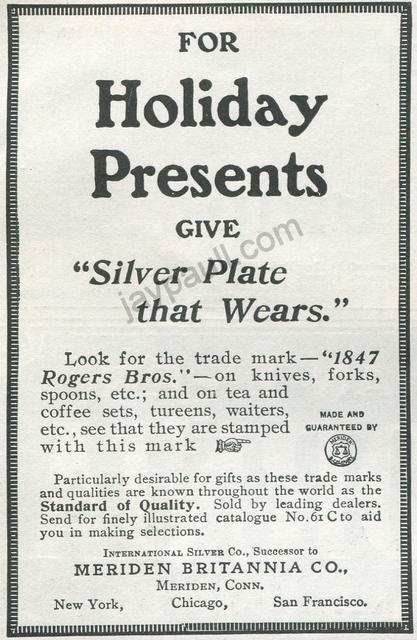 FOR
Holiday
Presents
GIVE
"Silver Plate
that Wears."
jaypaull.com
Look for the trade mark—"1847
Rogers Bros."—on knives, forks,
spoons, etc.; and on tea and
coffee sets, tureens, waiters,
etc., see that they are stamped
with this mark
MADE AND
GUARANTEED BY
MERIDEN
Particularly desirable for gifts as these trade marks
and qualities are known throughout the world as the
Standard of Quality. Sold by leading dealers.
Send for finely illustrated catalogue No. 61 C to aid
you in making selections.
INTERNATIONAL SILVER CO., Successor to
MERIDEN BRITANNIA CO.,
MERIDEN, CONN.
New York, Chicago, San Francisco.